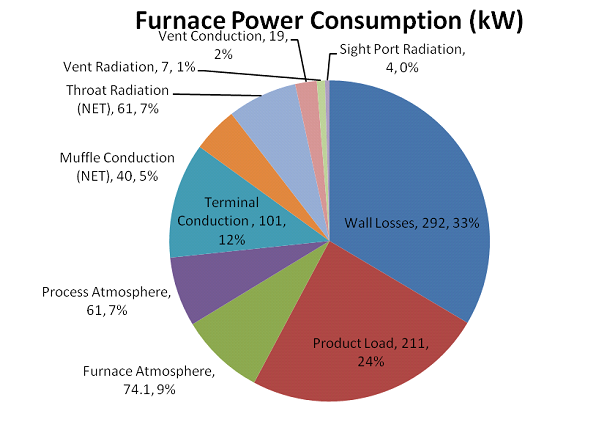 Furnace Power Consumption (kW)
Vent Conduction, 19,
2%
Sight Port Radiation,
4, 0%
Vent Radiation, 7, 1%
Throat Radiation
(NET), 61, 7%
Muffle Conduction
(NET), 40, 5%
Terminal
Conduction , 101,
12%
Wall Losses, 292, 33%
Process Atmosphere,
61, 7%
Product Load, 211,
24%
Furnace Atmosphere,
74.1, 9%